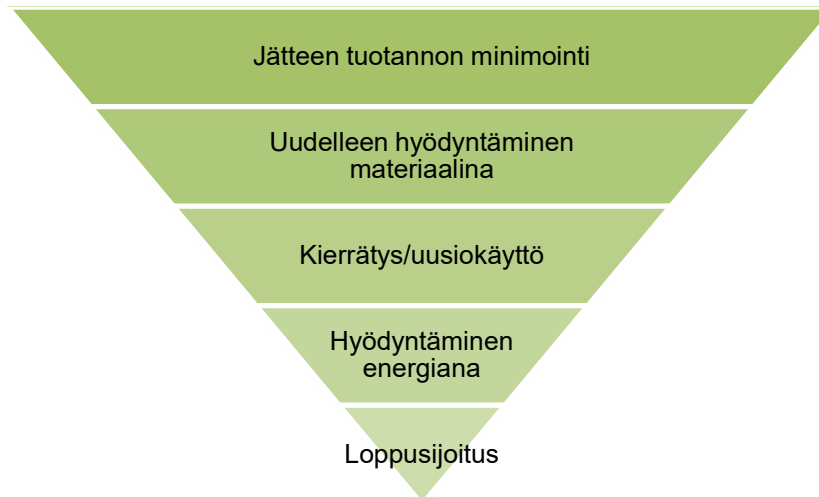 Jätteen tuotannon minimointi
Uudelleen hyödyntäminen
materiaalina
Kierrätys/uusiokäyttö
Hyödyntäminen
energiana
Loppusijoitus